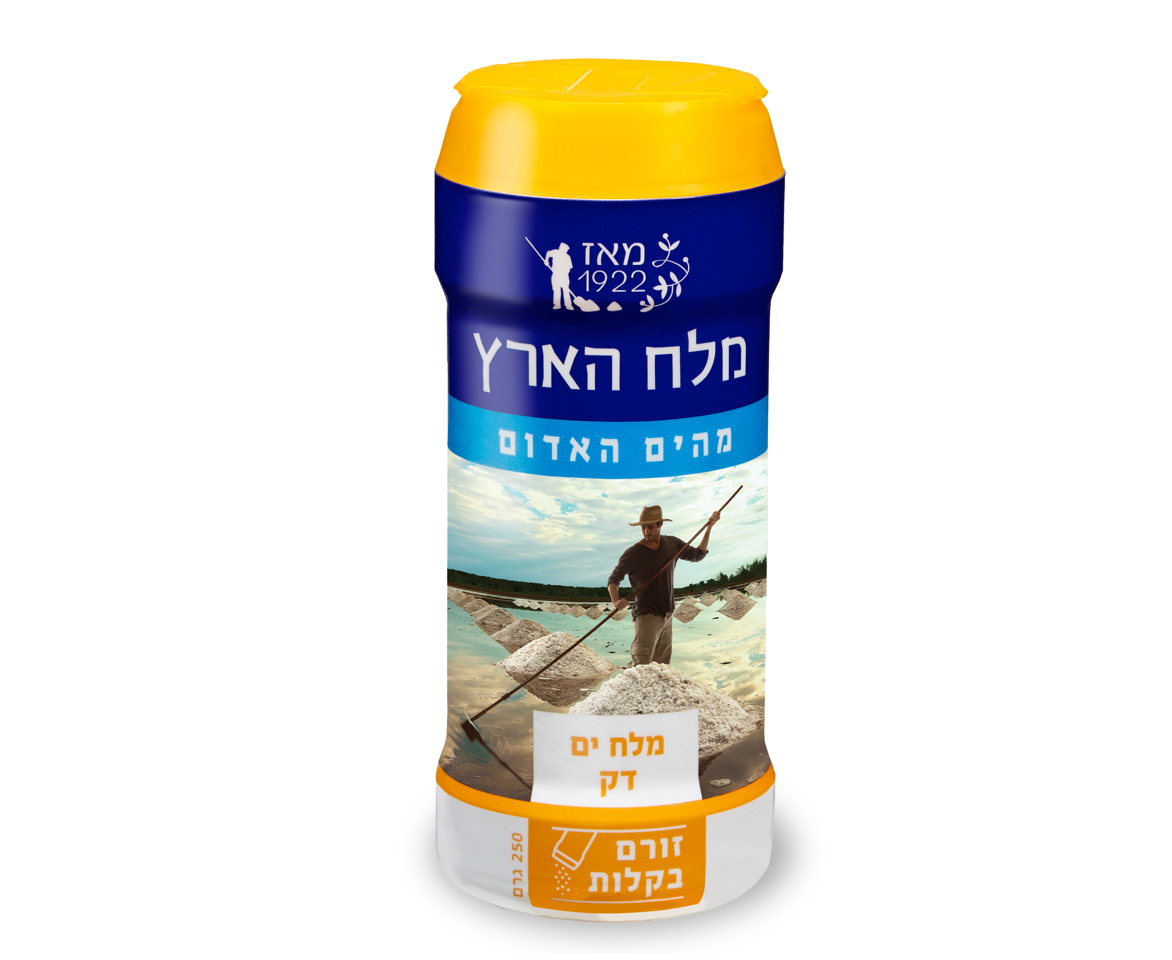 מאז
1922
מלח הארץ
מהים האדום
מלח ים
דק
זורם
בקלות
250 גרם